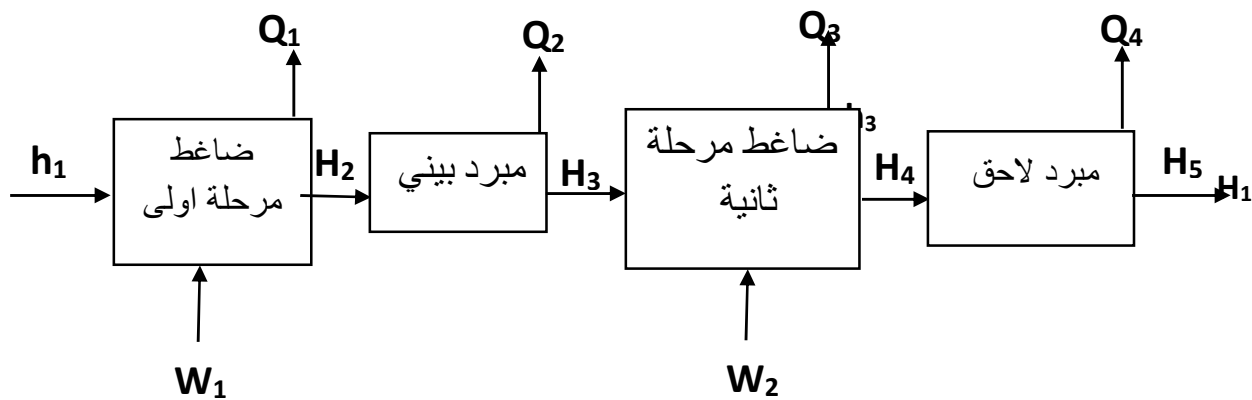 Q₁
Q₂
Q₃
Q₄
h₁
ضاغط
مرحلة اولى
H₂
مبرد بيني
H₃
ضاغط مرحلة
ثانية
h₃
H₄
مبرد لاحق
H₅
H₁
W₁
W₂